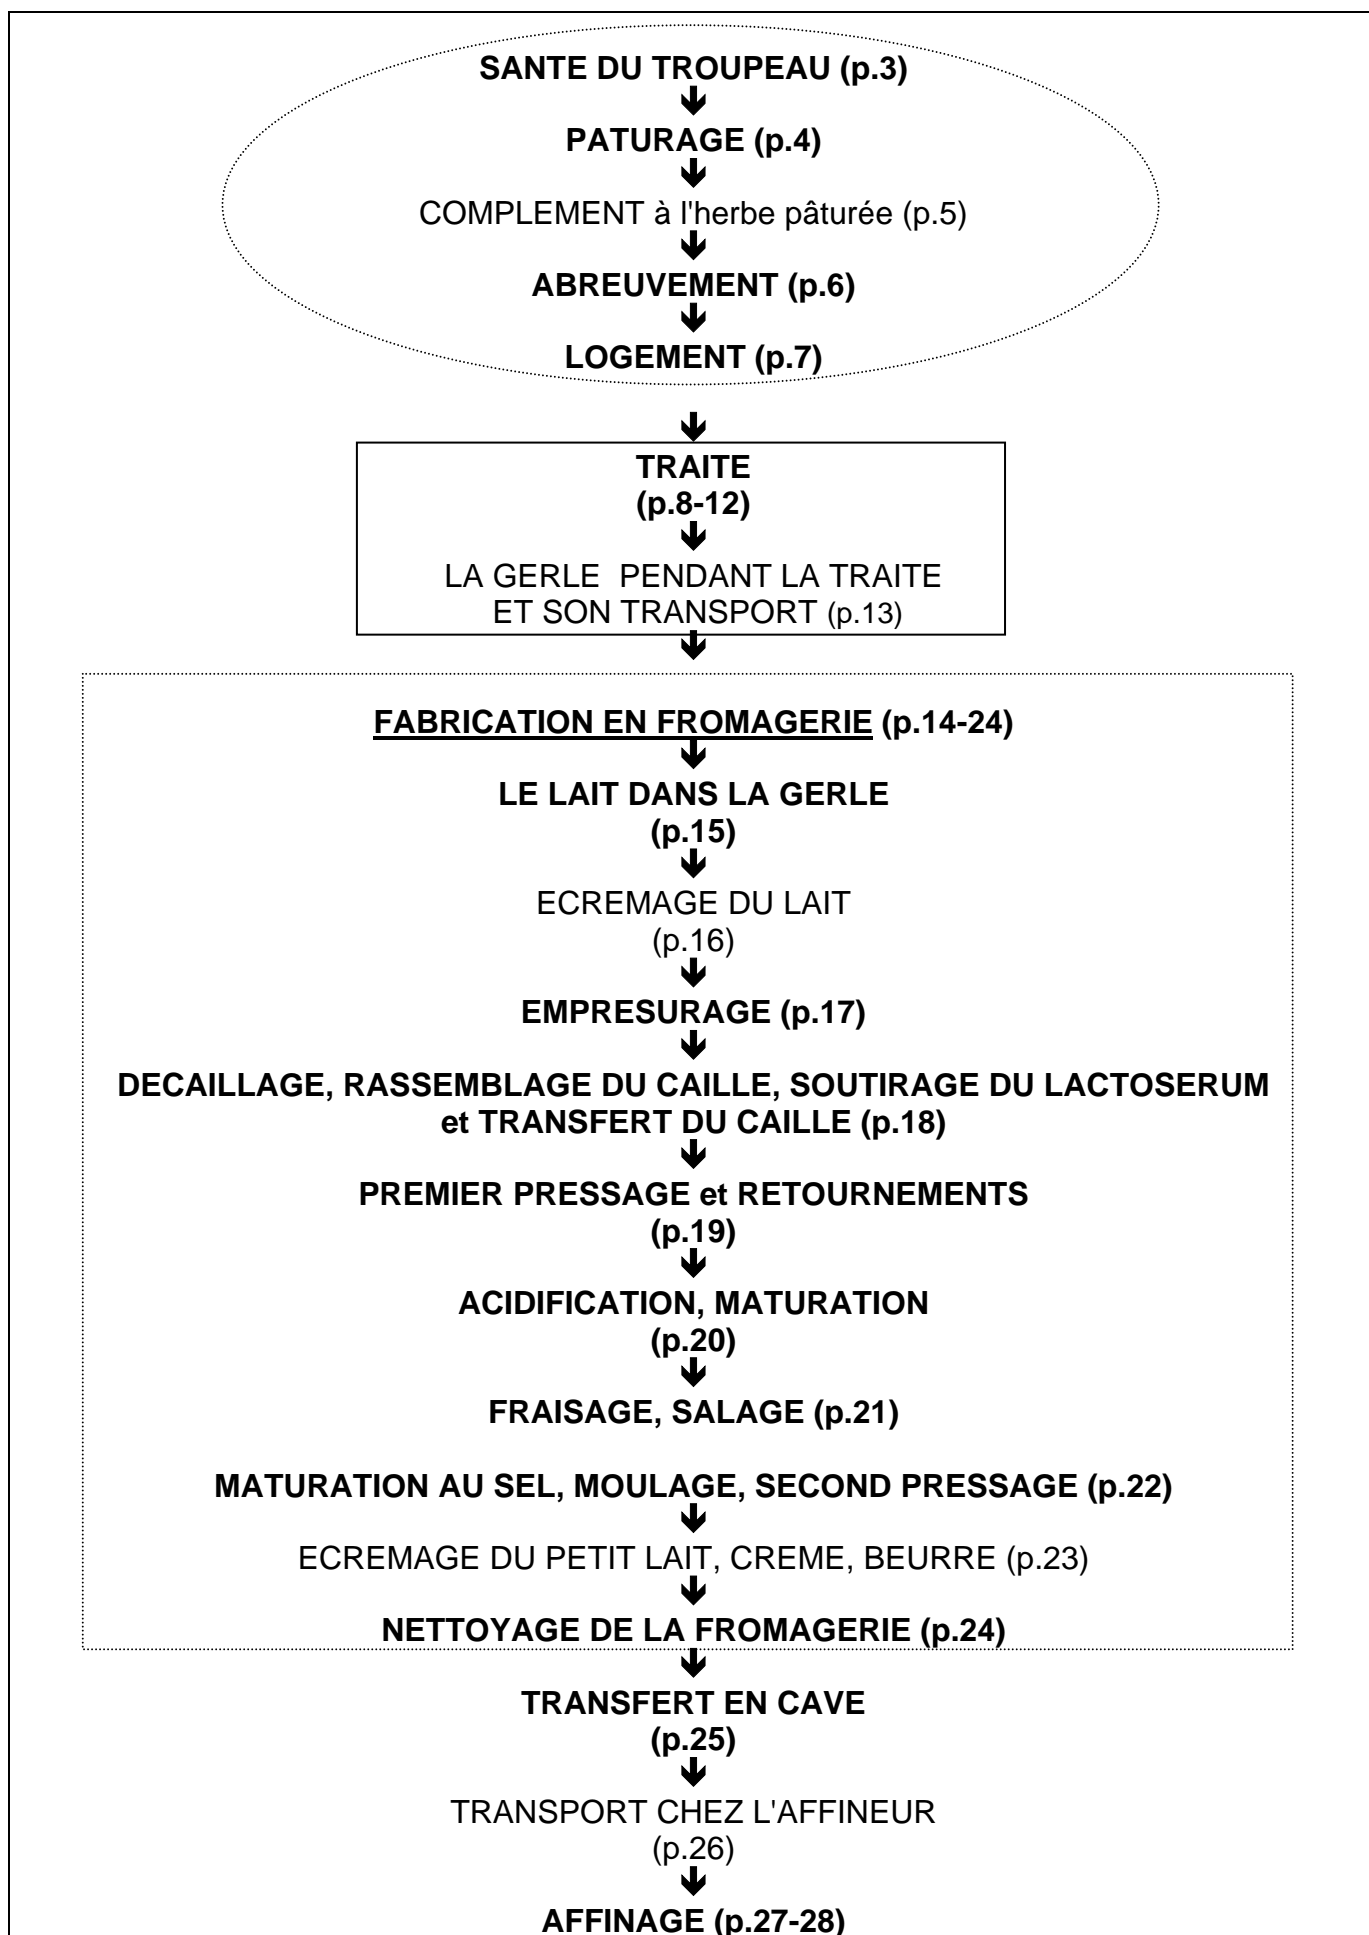 SANTE DU TROUPEAU (p.3)
PATURAGE (p.4)
COMPLEMENT à l'herbe pâturée (p.5)
ABREUVEMENT (p.6)
LOGEMENT (p.7)
TRAITE
(p.8-12)
LA GERLE PENDANT LA TRAITE
ET SON TRANSPORT (p.13)
FABRICATION EN FROMAGERIE (p.14-24)
LE LAIT DANS LA GERLE
(p.15)
ECREMAGE DU LAIT
(p.16)
EMPRESURAGE (p.17)
DECAILLAGE, RASSEMBLAGE DU CAILLE, SOUTIRAGE DU LACTOSERUM
et TRANSFERT DU CAILLE (p.18)
PREMIER PRESSAGE et RETOURNEMENTS
(p.19)
ACIDIFICATION, MATURATION
(p.20)
FRAISAGE, SALAGE (p.21)
MATURATION AU SEL, MOULAGE, SECOND PRESSAGE (p.22)
ECREMAGE DU PETIT LAIT, CREME, BEURRE (p.23)
NETTOYAGE DE LA FROMAGERIE (p.24)
TRANSFERT EN CAVE
(p.25)
TRANSPORT CHEZ L'AFFINEUR
(p.26)
AFFINAGE (p.27-28)